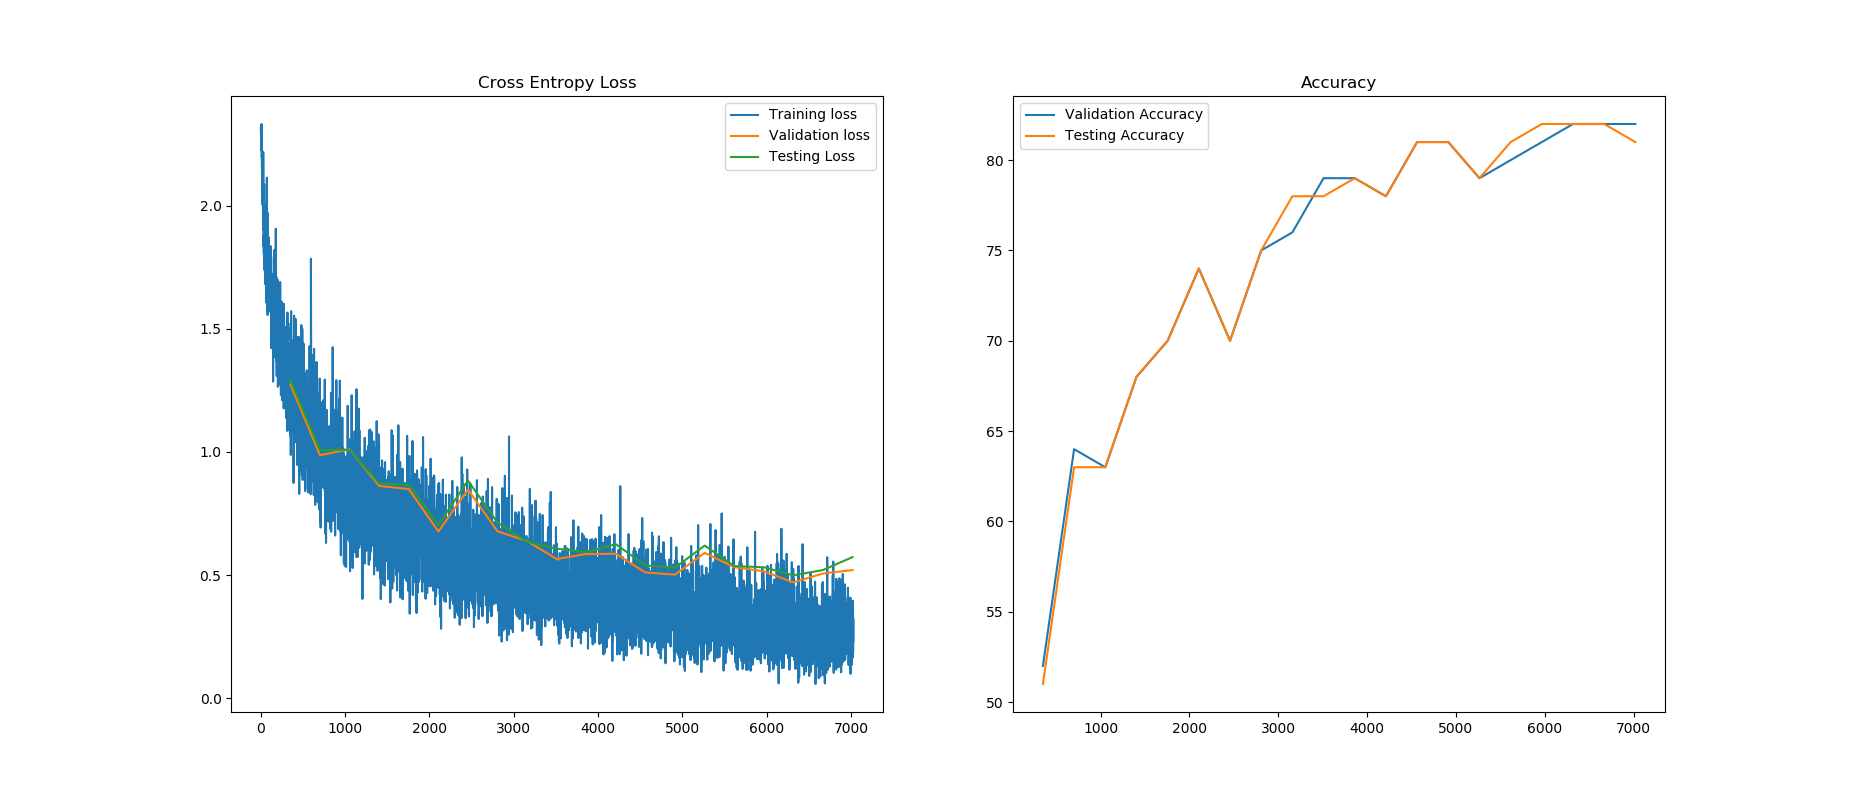 Cross Entropy Loss
Training loss
Validation loss
Testing Loss
2.0
1.5
1.0
0.5
0.0
0 1000 2000 3000 4000 5000 6000 7000
Accuracy
Validation Accuracy
Testing Accuracy
80
75
70
65
60
55
50
1000 2000 3000 4000 5000 6000 7000